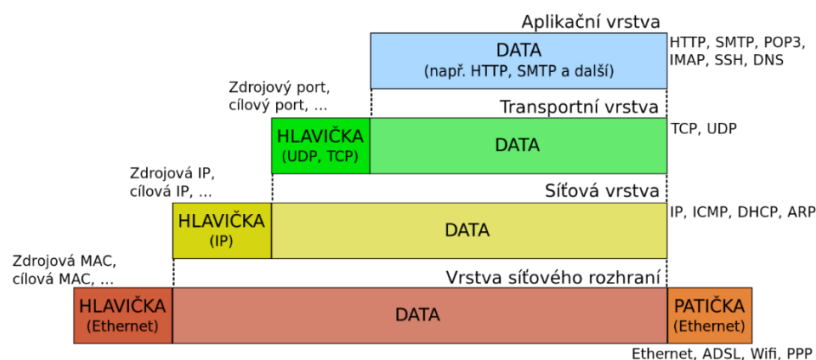 Aplikační vrstva
DATA
(např. HTTP, SMTP a další)
HTTP, SMTP, POP3,
IMAP, SSH, DNS
Zdrojový port,
cílový port, ...
Transportní vrstva
HLAVIČKA
(UDP, TCP)
DATA
TCP, UDP
Zdrojová IP,
cílová IP, ...
Síťová vrstva
HLAVIČKA
(IP)
DATA
IP, ICMP, DHCP, ARP
Zdrojová MAC,
cílová MAC, ...
Vrstva síťového rozhraní
HLAVIČKA
(Ethernet)
DATA
PATIČKA
(Ethernet)
Ethernet, ADSL, Wifi, PPP